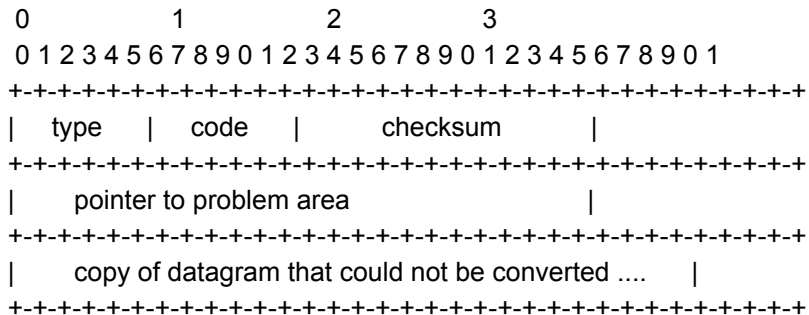 0 1 2 3
0 1 2 3 4 5 6 7 8 9 0 1 2 3 4 5 6 7 8 9 0 1 2 3 4 5 6 7 8 9 0 1
+-+-+-+-+-+-+-+-+-+-+-+-+-+-+-+-+-+-+-+-+-+-+-+-+-+-+-+-+-+-+-+-+
| type | code | checksum |
+-+-+-+-+-+-+-+-+-+-+-+-+-+-+-+-+-+-+-+-+-+-+-+-+-+-+-+-+-+-+-+-+
| pointer to problem area |
+-+-+-+-+-+-+-+-+-+-+-+-+-+-+-+-+-+-+-+-+-+-+-+-+-+-+-+-+-+-+-+-+
| copy of datagram that could not be converted .... |
+-+-+-+-+-+-+-+-+-+-+-+-+-+-+-+-+-+-+-+-+-+-+-+-+-+-+-+-+-+-+-+-+